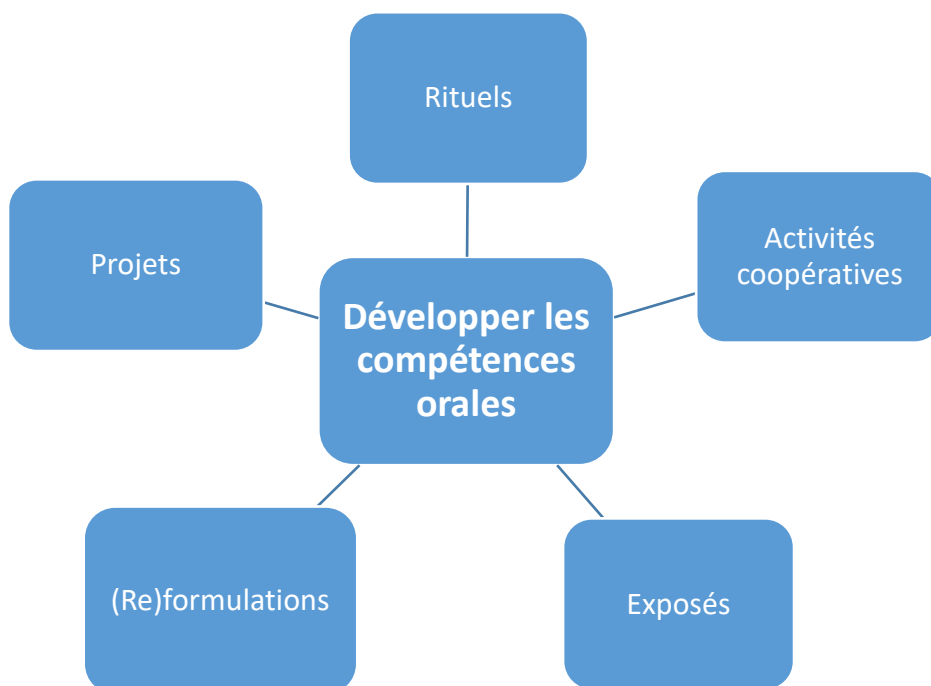 Rituels
Activités
coopératives
Projets
Développer les
compétences
orales
(Re)formulations
Exposés